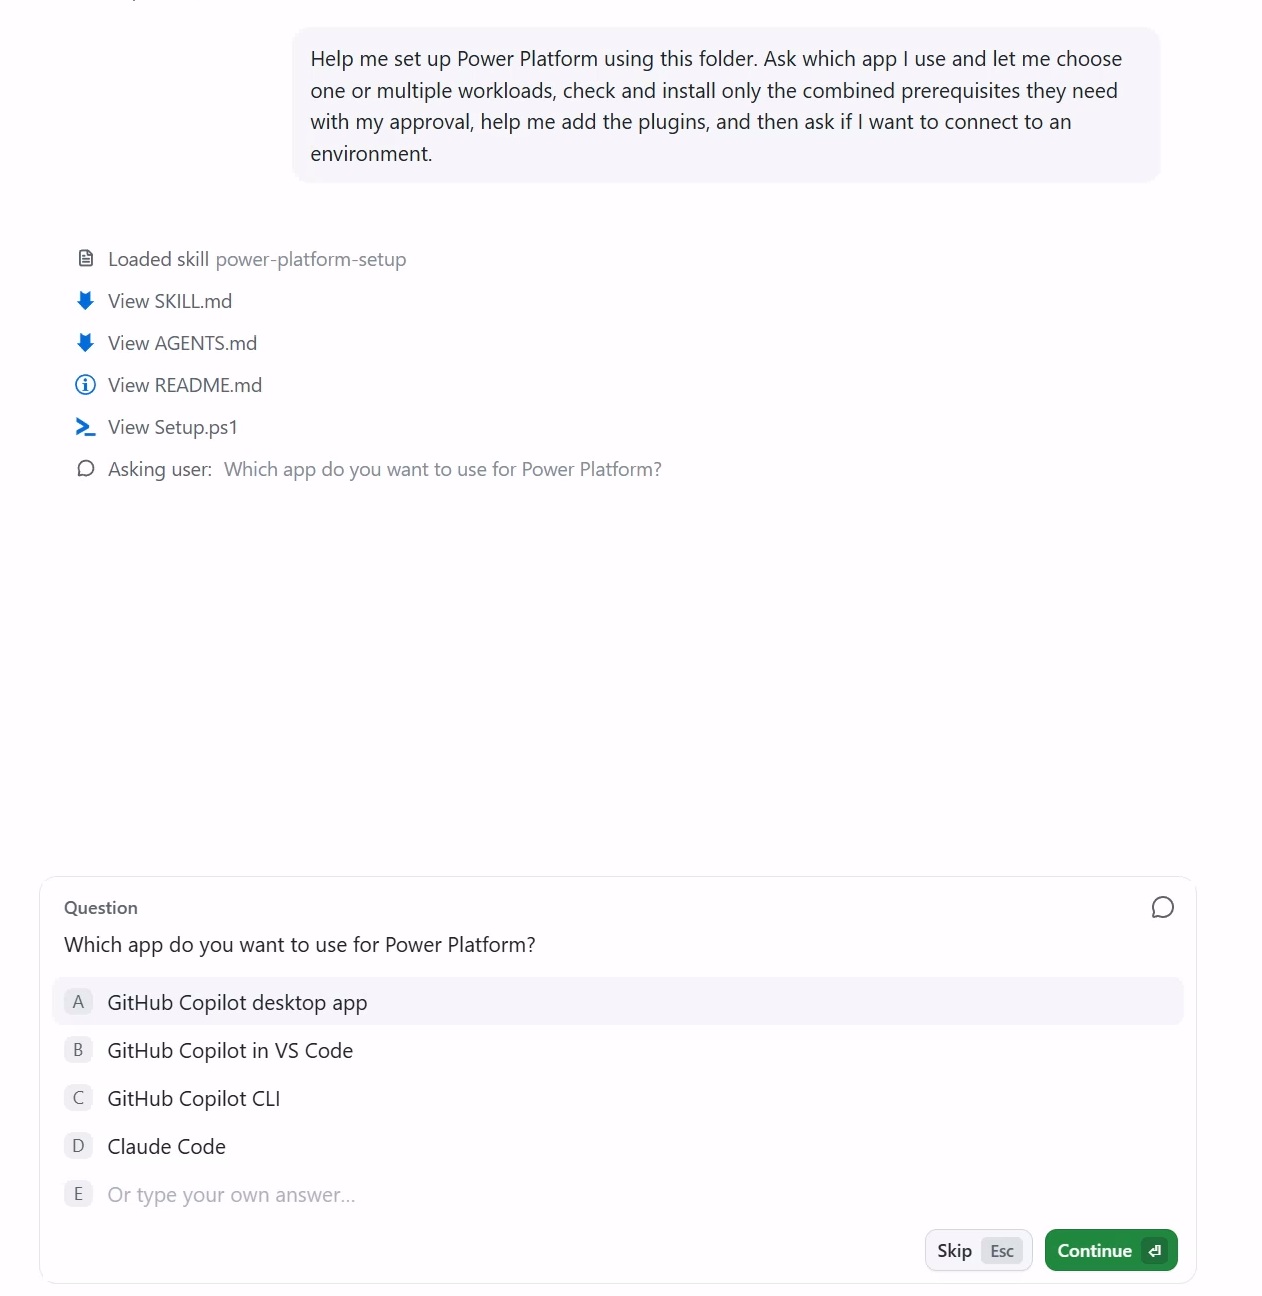 Help me set up Power Platform using this folder. Ask which app I use and let me choose
one or multiple workloads, check and install only the combined prerequisites they need
with my approval, help me add the plugins, and then ask if I want to connect to an
environment.
Loaded skill power-platform-setup
View SKILL.md
View AGENTS.md
View README.md
View Setup.ps1
Asking user: Which app do you want to use for Power Platform?
Question
Which app do you want to use for Power Platform?
A GitHub Copilot desktop app
B GitHub Copilot in VS Code
C GitHub Copilot CLI
D Claude Code
E Or type your own answer...
Skip Esc Continue